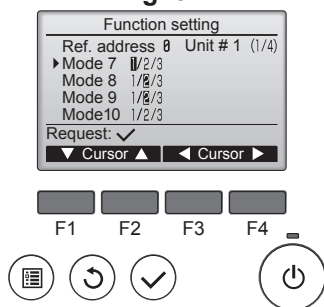 Function setting
Ref. address 0 Unit # 1 (1/4)
Mode 7 1/2/3
Mode 8 1/2/3
Mode 9 1/2/3
Mode10 1/2/3
Request: ✓
▼ Cursor ▲ ◀ Cursor ▶
F1 F2 F3 F4